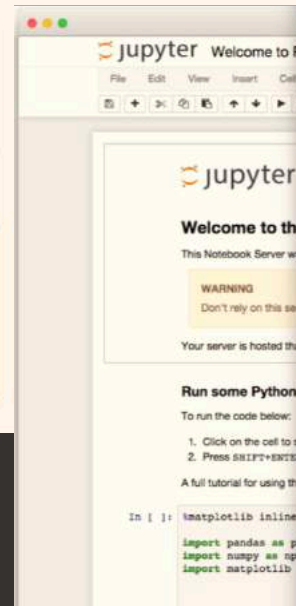 jupyter Welcome to
File Edit View Insert Cell
jupyter
Welcome to th
This Notebook Server w
WARNING
Don't rely on this se
Your server is hosted tha
Run some Python
To run the code below:
1. Click on the cell to s
2. Press SHIFT+ENTE
A full tutorial for using th
In [ ]: %matplotlib inline
import pandas as p
import numpy as np
import matplotlib